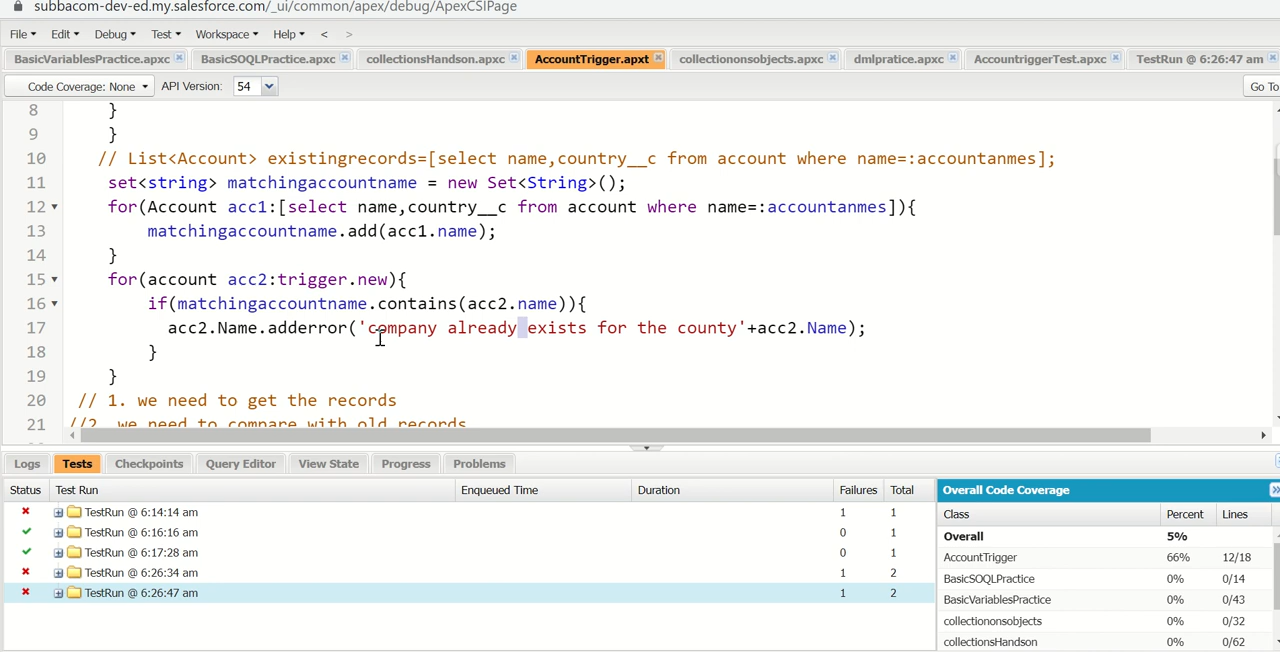 subbacom-dev-ed.my.salesforce.com/_ui/common/apex/debug/ApexCSIPage
File Edit Debug Test Workspace Help < >
BasicVariablesPractice.apxc BasicSOQLPractice.apxc collectionsHandson.apxc AccountTrigger.apxt collectiononsobjects.apxc dmlpratice.apxc AccountriggerTest.apxc TestRun @ 6:26:47 am
Code Coverage: None API Version: 54 Go To
8 }
9 }
10 // List<Account> existingrecords=[select name,country__c from account where name=:accountanmes];
11 set<string> matchingaccountname = new Set<String>();
12 for(Account acc1:[select name,country__c from account where name=:accountanmes]){
13 matchingaccountname.add(acc1.name);
14 }
15 for(account acc2:trigger.new){
16 if(matchingaccountname.contains(acc2.name)){
17 acc2.Name.adderror('company already exists for the county'+acc2.Name);
18 }
19 }
20 // 1. we need to get the records
21 //2. we need to compare with old records
Logs Tests Checkpoints Query Editor View State Progress Problems
Status Test Run Enqueued Time Duration Failures Total
TestRun @ 6:14:14 am 1 1
TestRun @ 6:16:16 am 0 1
TestRun @ 6:17:28 am 0 1
TestRun @ 6:26:34 am 1 2
TestRun @ 6:26:47 am 1 2
Overall Code Coverage
Class Percent Lines
Overall 5%
AccountTrigger 66% 12/18
BasicSOQLPractice 0% 0/14
BasicVariablesPractice 0% 0/43
collectiononsobjects 0% 0/32
collectionsHandson 0% 0/62